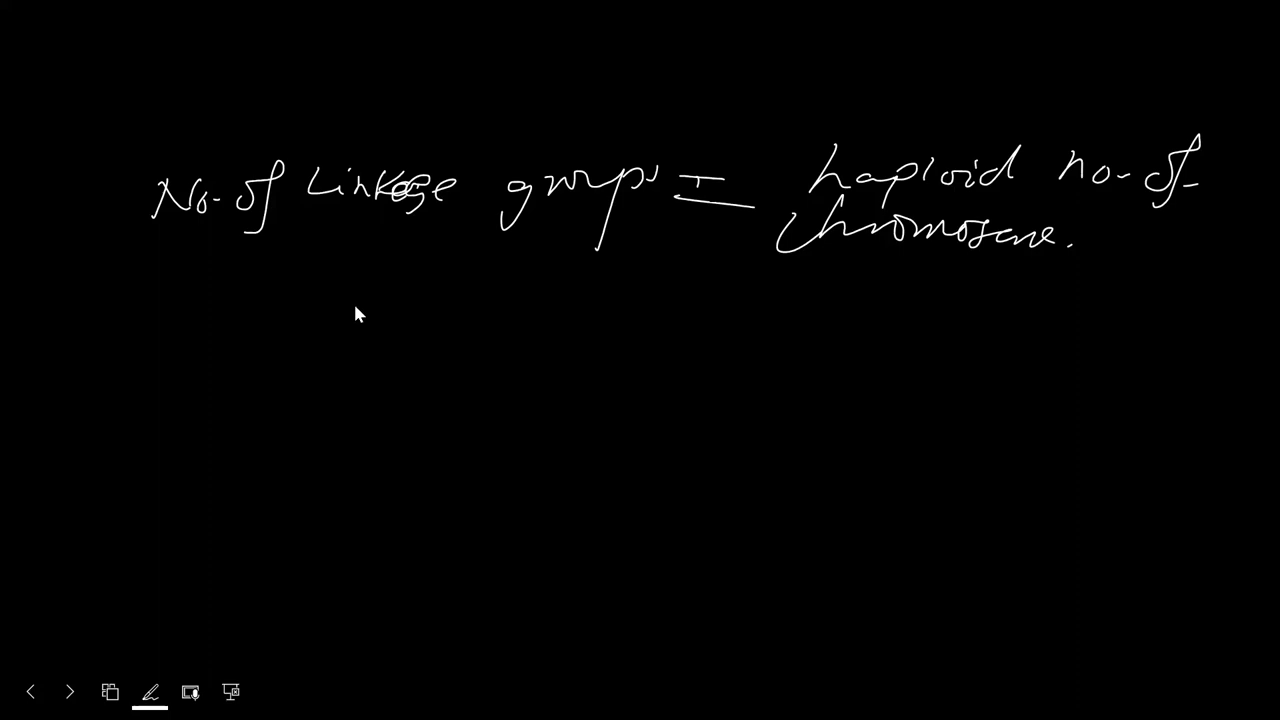 No. of Linkage groups = haploid no. of
chromosome.